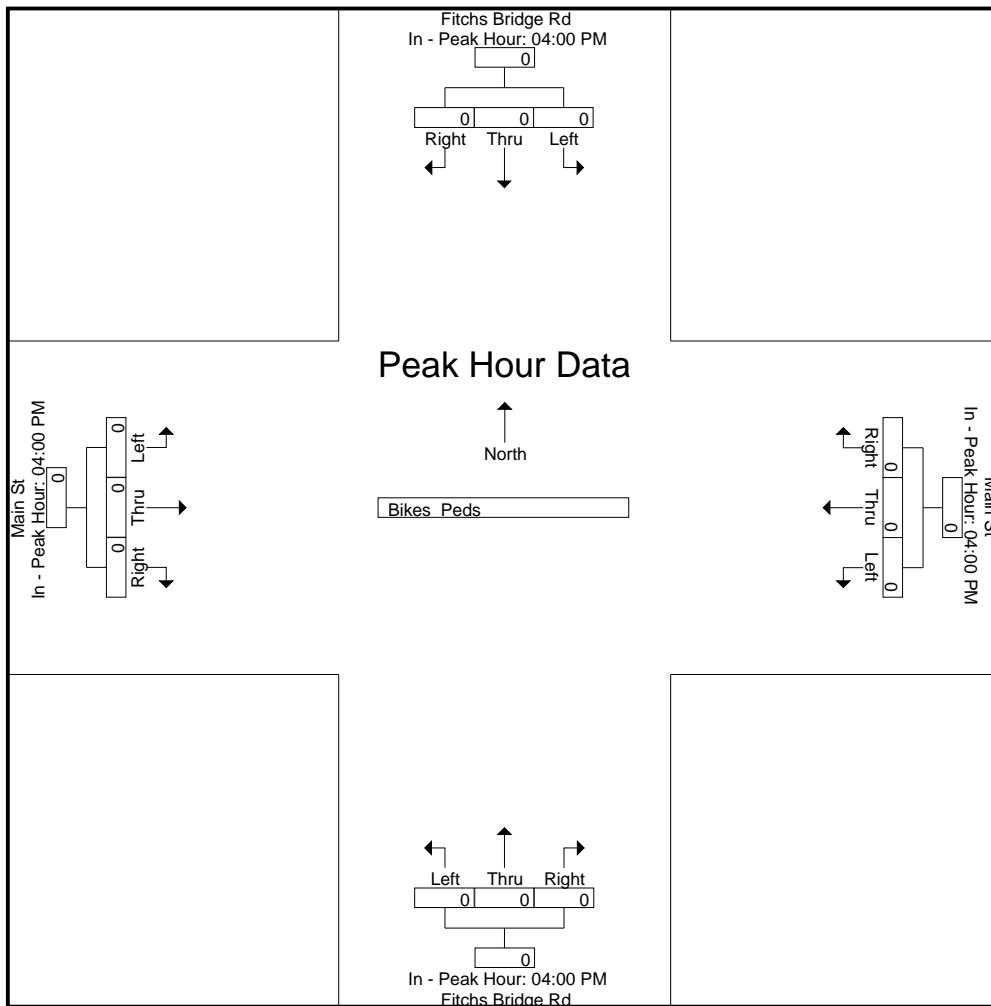 Fitchs Bridge Rd
In - Peak Hour: 04:00 PM
0
0 0 0
Right Thru Left
Peak Hour Data
North
Bikes Peds
Main St
In - Peak Hour: 04:00 PM
0
0 0 0
Left Thru Right
Main St
In - Peak Hour: 04:00 PM
0
0 0 0
Right Thru Left
Left Thru Right
0 0 0
0
In - Peak Hour: 04:00 PM
Fitchs Bridge Rd